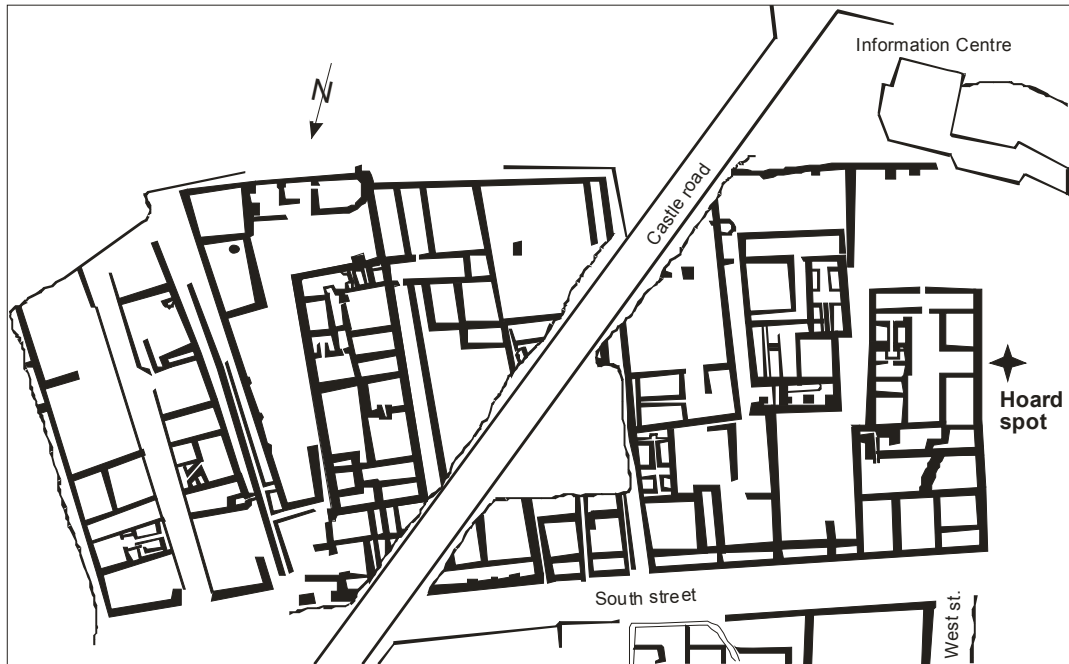 Information Centre
N
Castle road
Hoard
spot
South street
West st.